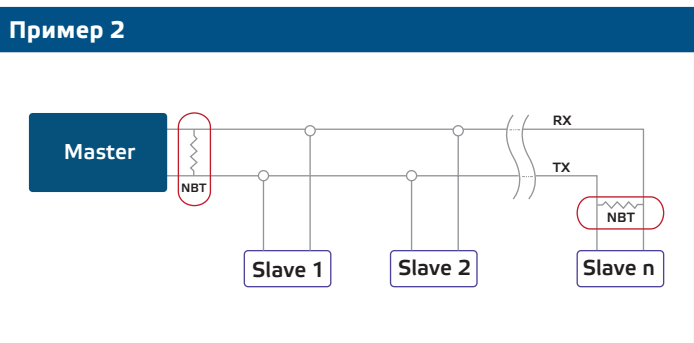 Пример 2
RX
Master
TX
NBT
NBT
Slave 1
Slave 2
Slave n